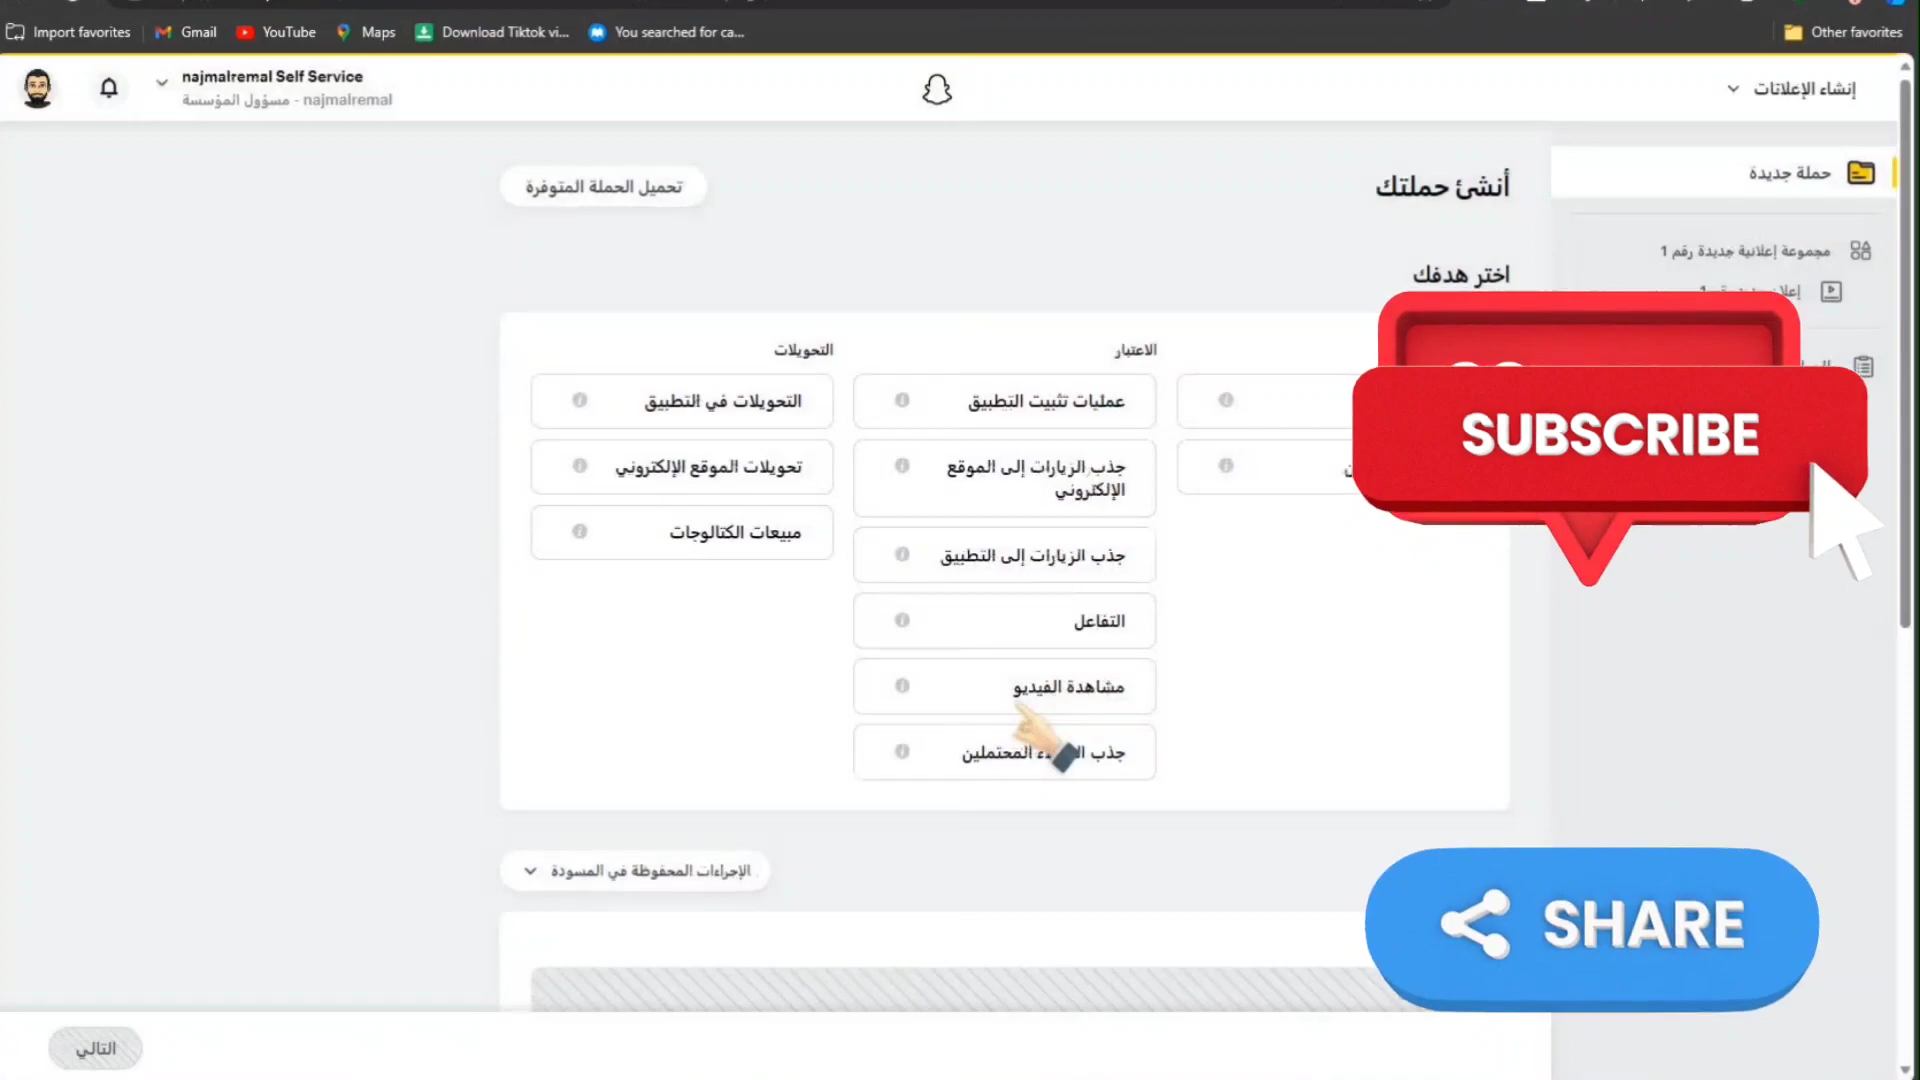 Import favorites
Gmail
YouTube
Maps
Download Tiktok vi...
You searched for ca...
Other favorites
najmalremal Self Service
najmalremal - مسؤول المؤسسة
إنشاء الإعلانات
حملة جديدة
مجموعة إعلانية جديدة رقم 1
أنشئ حملتك
تحميل الحملة المتوفرة
اختر هدفك
الاعتبار
التحويلات
عمليات تثبيت التطبيق
التحويلات في التطبيق
جذب الزيارات إلى الموقع
الإلكتروني
تحويلات الموقع الإلكتروني
مبيعات الكتالوجات
جذب الزيارات إلى التطبيق
التفاعل
مشاهدة الفيديو
جذب المحتملين
الإجراءات المحفوظة في المسودة
التالي
SUBSCRIBE
SHARE